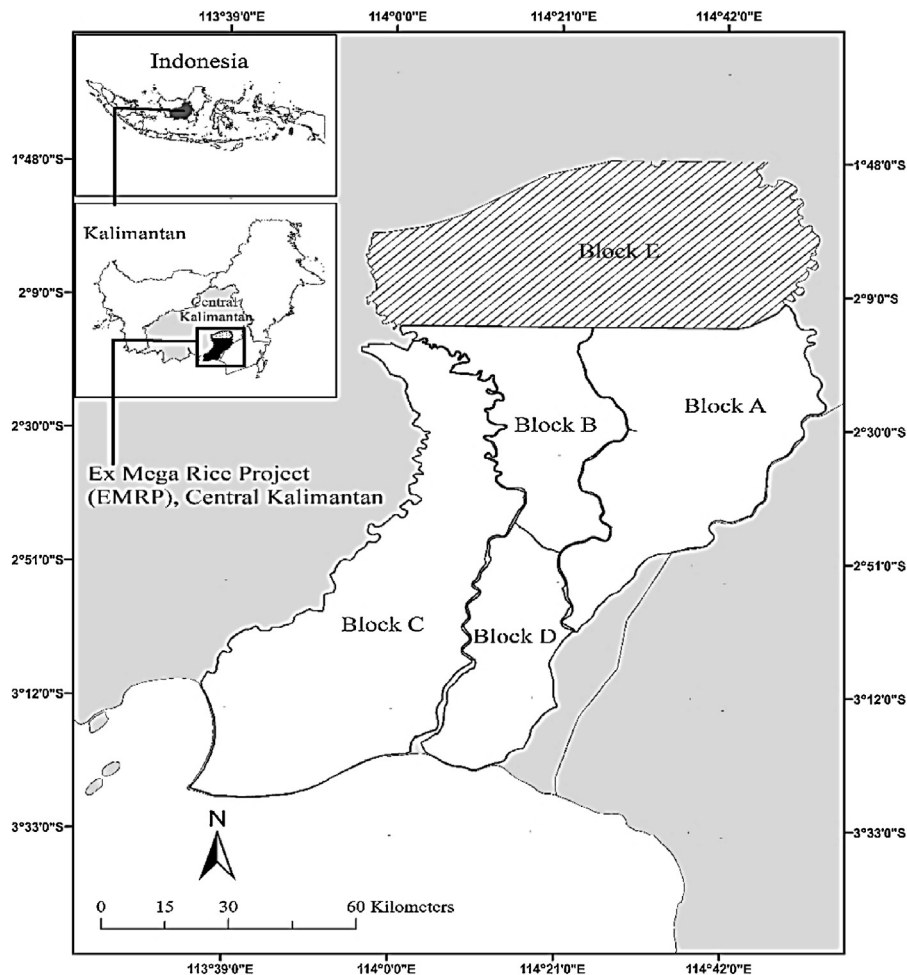 113°39'0"E 114°0'0"E 114°21'0"E 114°42'0"E
Indonesia
1°48'0"S 1°48'0"S
Kalimantan
Block E
2°9'0"S 2°9'0"S
Central
Kalimantan
Block A
Block B
2°30'0"S 2°30'0"S
Ex Mega Rice Project
(EMRP), Central Kalimantan
2°51'0"S 2°51'0"S
Block C
Block D
3°12'0"S 3°12'0"S
N
3°33'0"S 3°33'0"S
0 15 30 60 Kilometers
113°39'0"E 114°0'0"E 114°21'0"E 114°42'0"E